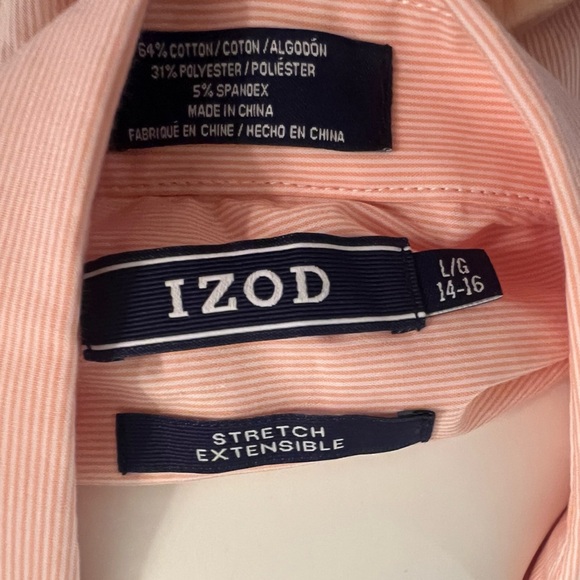 64% COTTON / COTON / ALGODÓN
31% POLYESTER / POLIÉSTER
5% SPANDEX
MADE IN CHINA
FABRIQUÉ EN CHINE / HECHO EN CHINA
IZOD
L/G
14-16
STRETCH
EXTENSIBLE